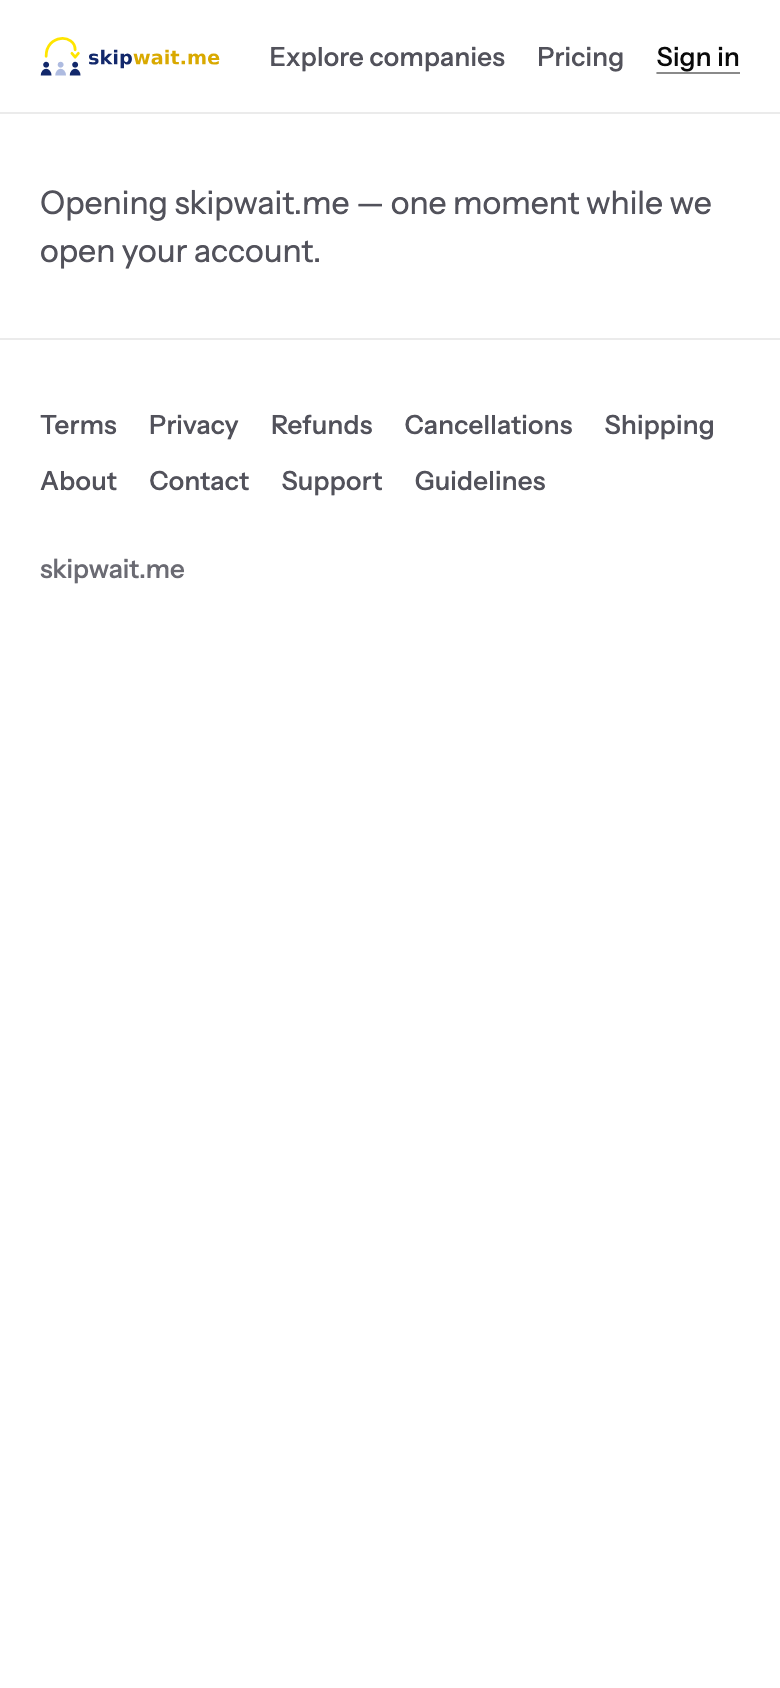 skipwait.me
Explore companies
Pricing
Sign in
Opening skipwait.me — one moment while we
open your account.
Terms
Privacy
Refunds
Cancellations
Shipping
About
Contact
Support
Guidelines
skipwait.me